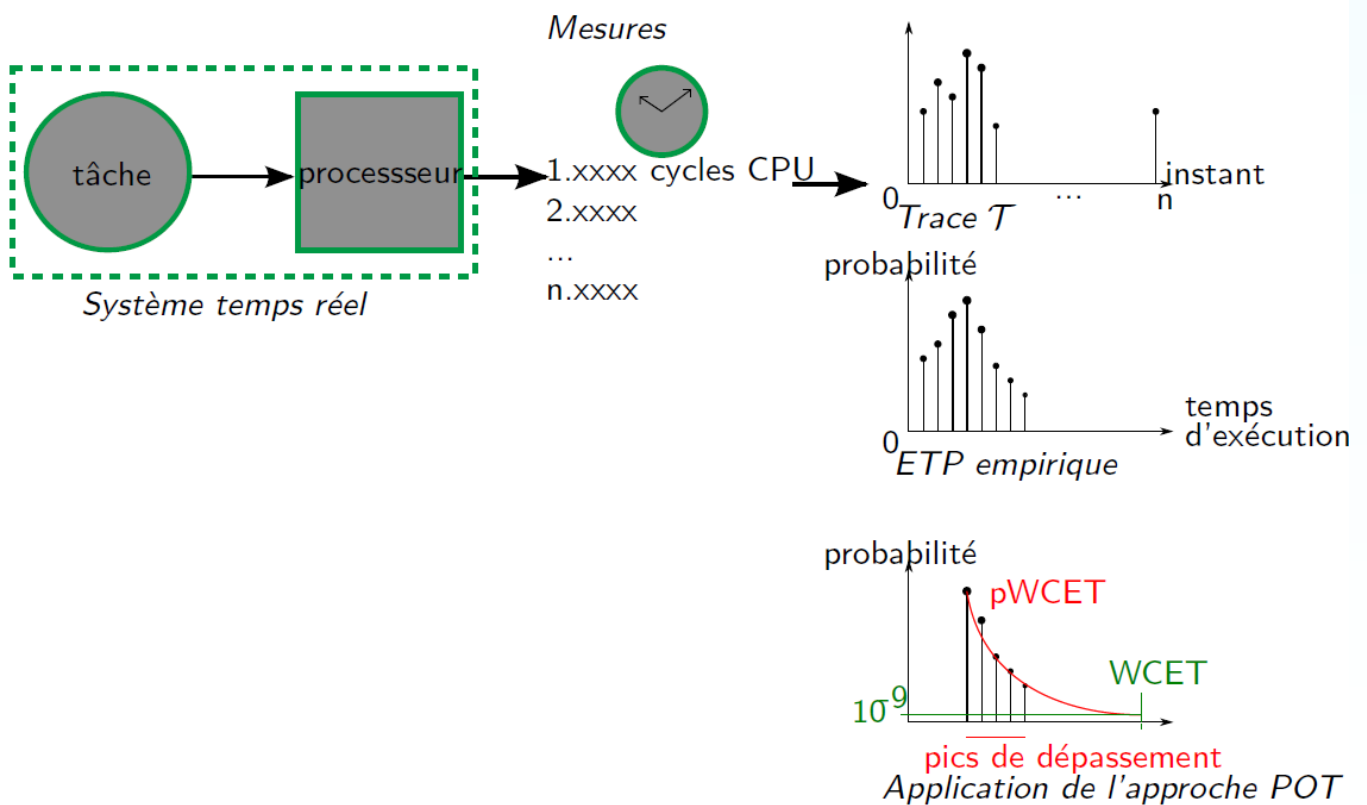 Mesures
tâche
processseur
Système temps réel
1.xxxx cycles CPU
2.xxxx
...
n.xxxx
instant
0
...
n
Trace T
probabilité
0
temps
d'exécution
ETP empirique
probabilité
pWCET
WCET
10⁻⁹
pics de dépassement
Application de l'approche POT